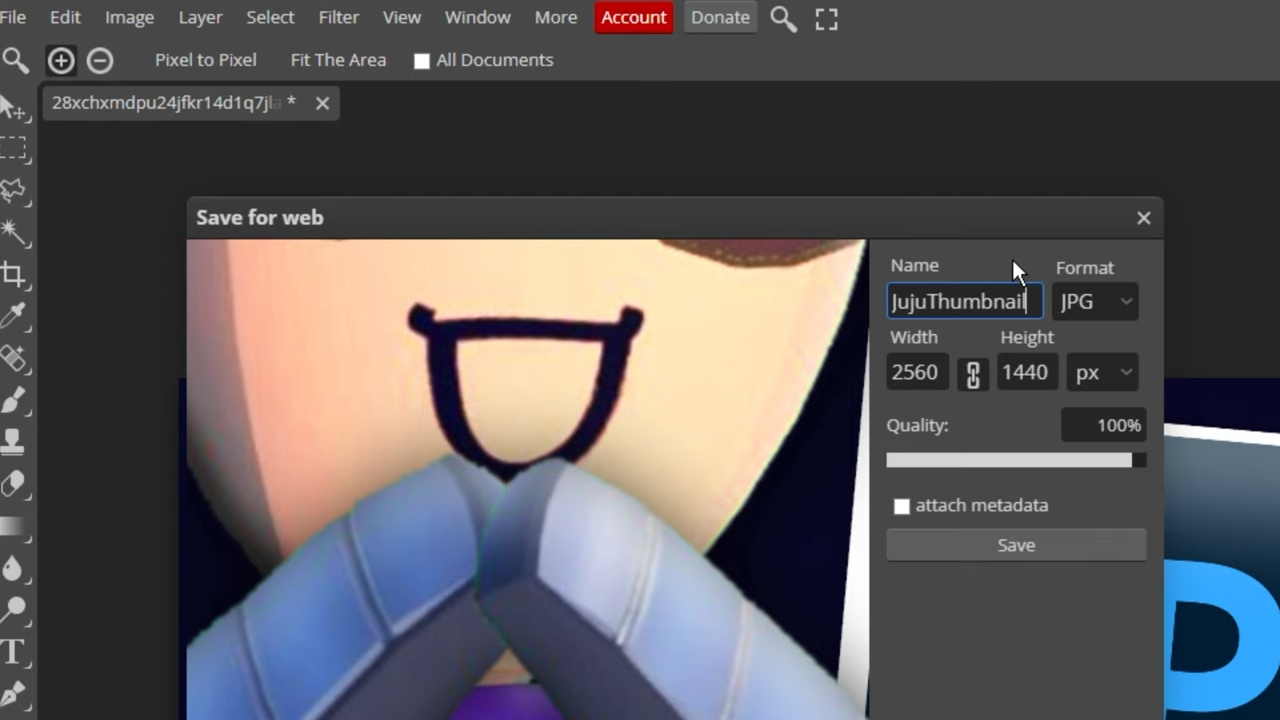 File Edit Image Layer Select Filter View Window More Account Donate
Pixel to Pixel Fit The Area All Documents
28xchxmdpu24jfkr14d1q7jla *
Save for web
Name Format
JujuThumbnail JPG
Width Height
2560 1440 px
Quality: 100%
attach metadata
Save
P
T